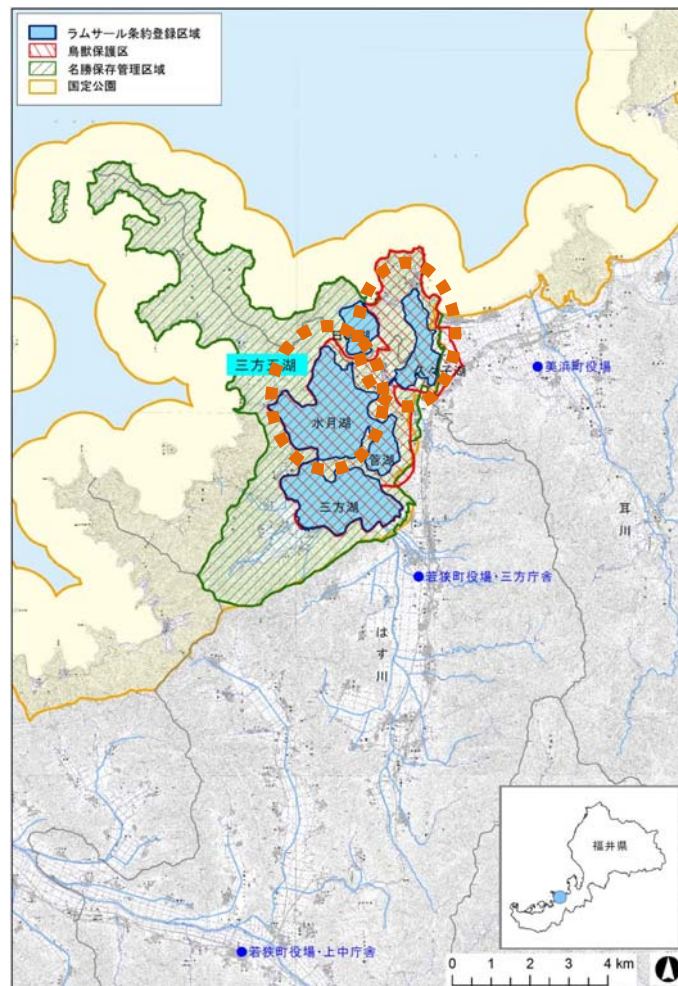 ラムサール条約登録区域
鳥獣保護区
名勝保存管理区域
国定公園
三方五湖
久々子湖
美浜町役場
水月湖
菅湖
三方湖
耳川
若狭町役場・三方庁舎
はす川
福井県
若狭町役場・上中庁舎
0 1 2 3 4 km